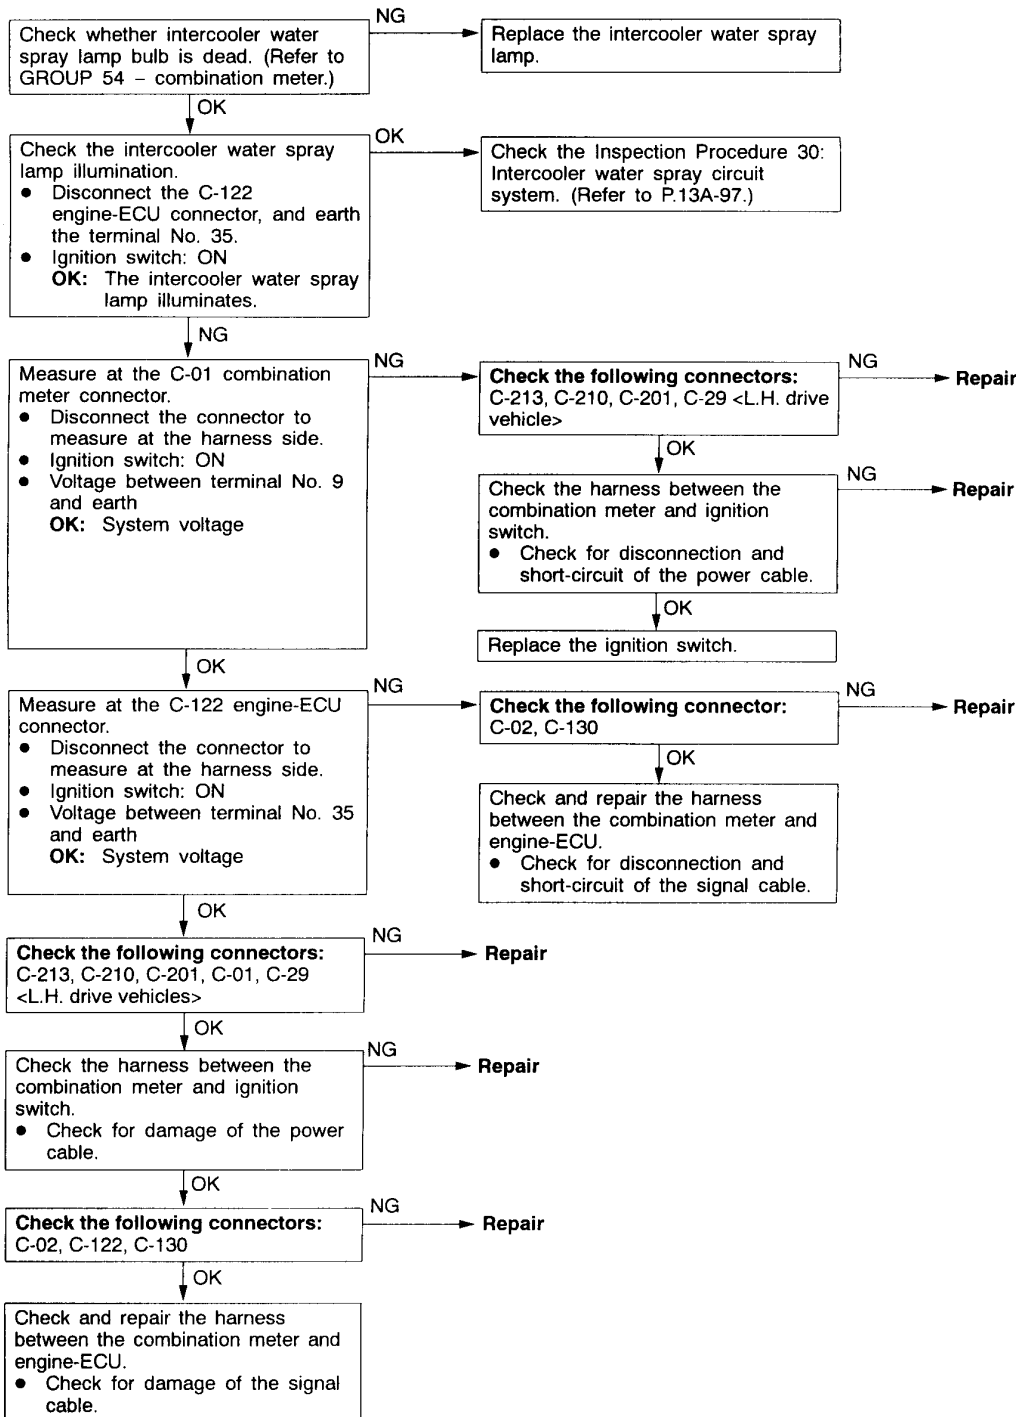 Check whether intercooler water
spray lamp bulb is dead. (Refer to
GROUP 54 – combination meter.)
NG
Replace the intercooler water spray
lamp.
OK
Check the intercooler water spray
lamp illumination.
● Disconnect the C-122
engine-ECU connector, and earth
the terminal No. 35.
● Ignition switch: ON
OK: The intercooler water spray
lamp illuminates.
OK
Check the Inspection Procedure 30:
Intercooler water spray circuit
system. (Refer to P.13A-97.)
NG
Measure at the C-01 combination
meter connector.
● Disconnect the connector to
measure at the harness side.
● Ignition switch: ON
● Voltage between terminal No. 9
and earth
OK: System voltage
NG
Check the following connectors:
C-213, C-210, C-201, C-29 <L.H. drive
vehicle>
NG
Repair
OK
Check the harness between the
combination meter and ignition
switch.
● Check for disconnection and
short-circuit of the power cable.
NG
Repair
OK
Replace the ignition switch.
OK
Measure at the C-122 engine-ECU
connector.
● Disconnect the connector to
measure at the harness side.
● Ignition switch: ON
● Voltage between terminal No. 35
and earth
OK: System voltage
NG
Check the following connector:
C-02, C-130
NG
Repair
OK
Check and repair the harness
between the combination meter and
engine-ECU.
● Check for disconnection and
short-circuit of the signal cable.
OK
Check the following connectors:
C-213, C-210, C-201, C-01, C-29
<L.H. drive vehicles>
NG
Repair
OK
Check the harness between the
combination meter and ignition
switch.
● Check for damage of the power
cable.
NG
Repair
OK
Check the following connectors:
C-02, C-122, C-130
NG
Repair
OK
Check and repair the harness
between the combination meter and
engine-ECU.
● Check for damage of the signal
cable.